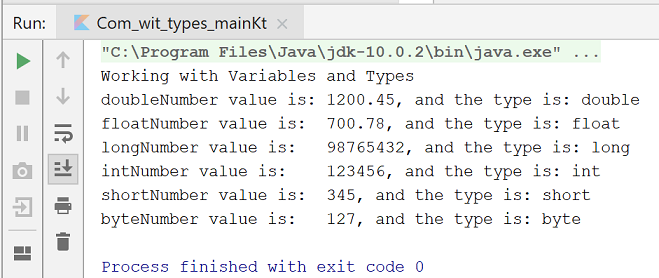 Run: Com_wit_types_mainKt
"C:\Program Files\Java\jdk-10.0.2\bin\java.exe" ...
Working with Variables and Types
doubleNumber value is: 1200.45, and the type is: double
floatNumber value is:  700.78, and the type is: float
longNumber value is:   98765432, and the type is: long
intNumber value is:    123456, and the type is: int
shortNumber value is:  345, and the type is: short
byteNumber value is:   127, and the type is: byte
Process finished with exit code 0